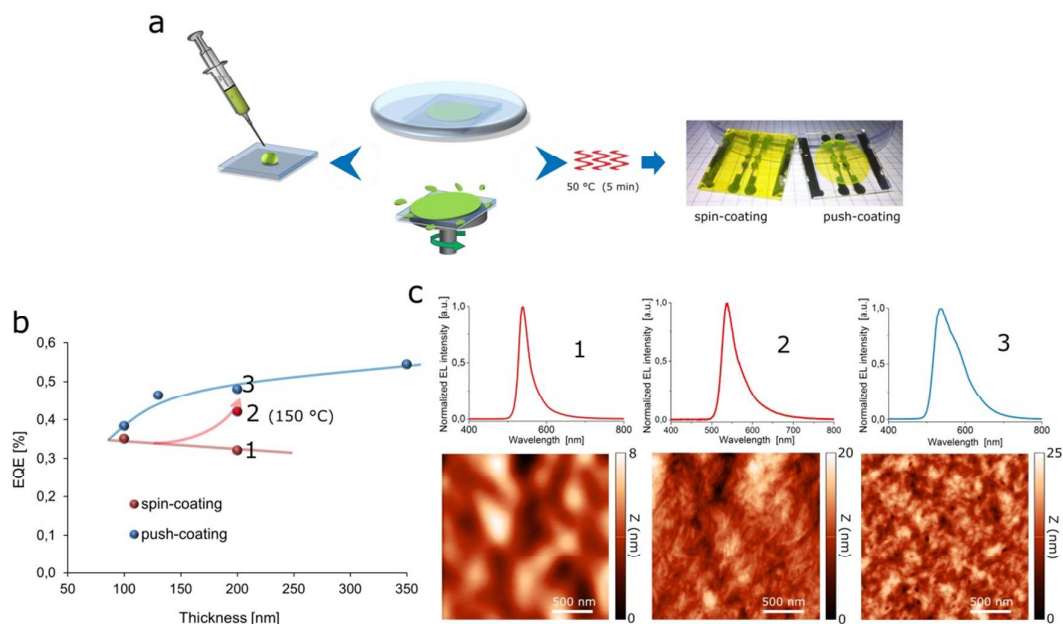 a
50 °C (5 min)
spin-coating
push-coating
b
EQE [%]
0,6
0,5
0,4
0,3
0,2
0,1
0,0
50
100
150
200
250
300
350
Thickness [nm]
3
2 (150 °C)
1
spin-coating
push-coating
c
Normalized EL intensity [a.u.]
1,0
0,5
0,0
400 500 600 700 800
Wavelength [nm]
1
Normalized EL intensity [a.u.]
1,0
0,5
0,0
400 500 600 700 800
Wavelength [nm]
2
Normalized EL intensity [a.u.]
1,0
0,5
0,0
400 600 800
Wavelength [nm]
3
500 nm
8
Z (nm)
0
500 nm
20
Z (nm)
0
500 nm
25
Z (nm)
0